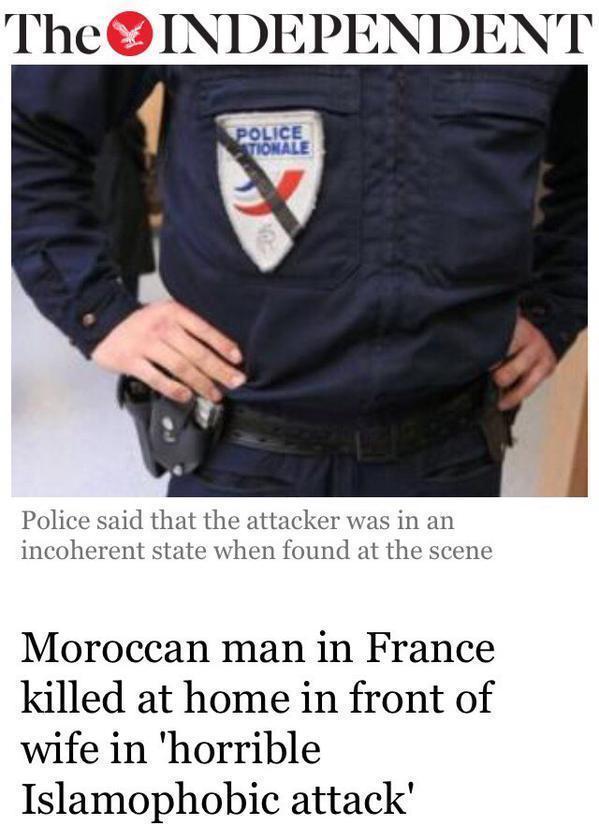 The INDEPENDENT
POLICE
TIONALE
Police said that the attacker was in an
incoherent state when found at the scene
Moroccan man in France
killed at home in front of
wife in 'horrible
Islamophobic attack'